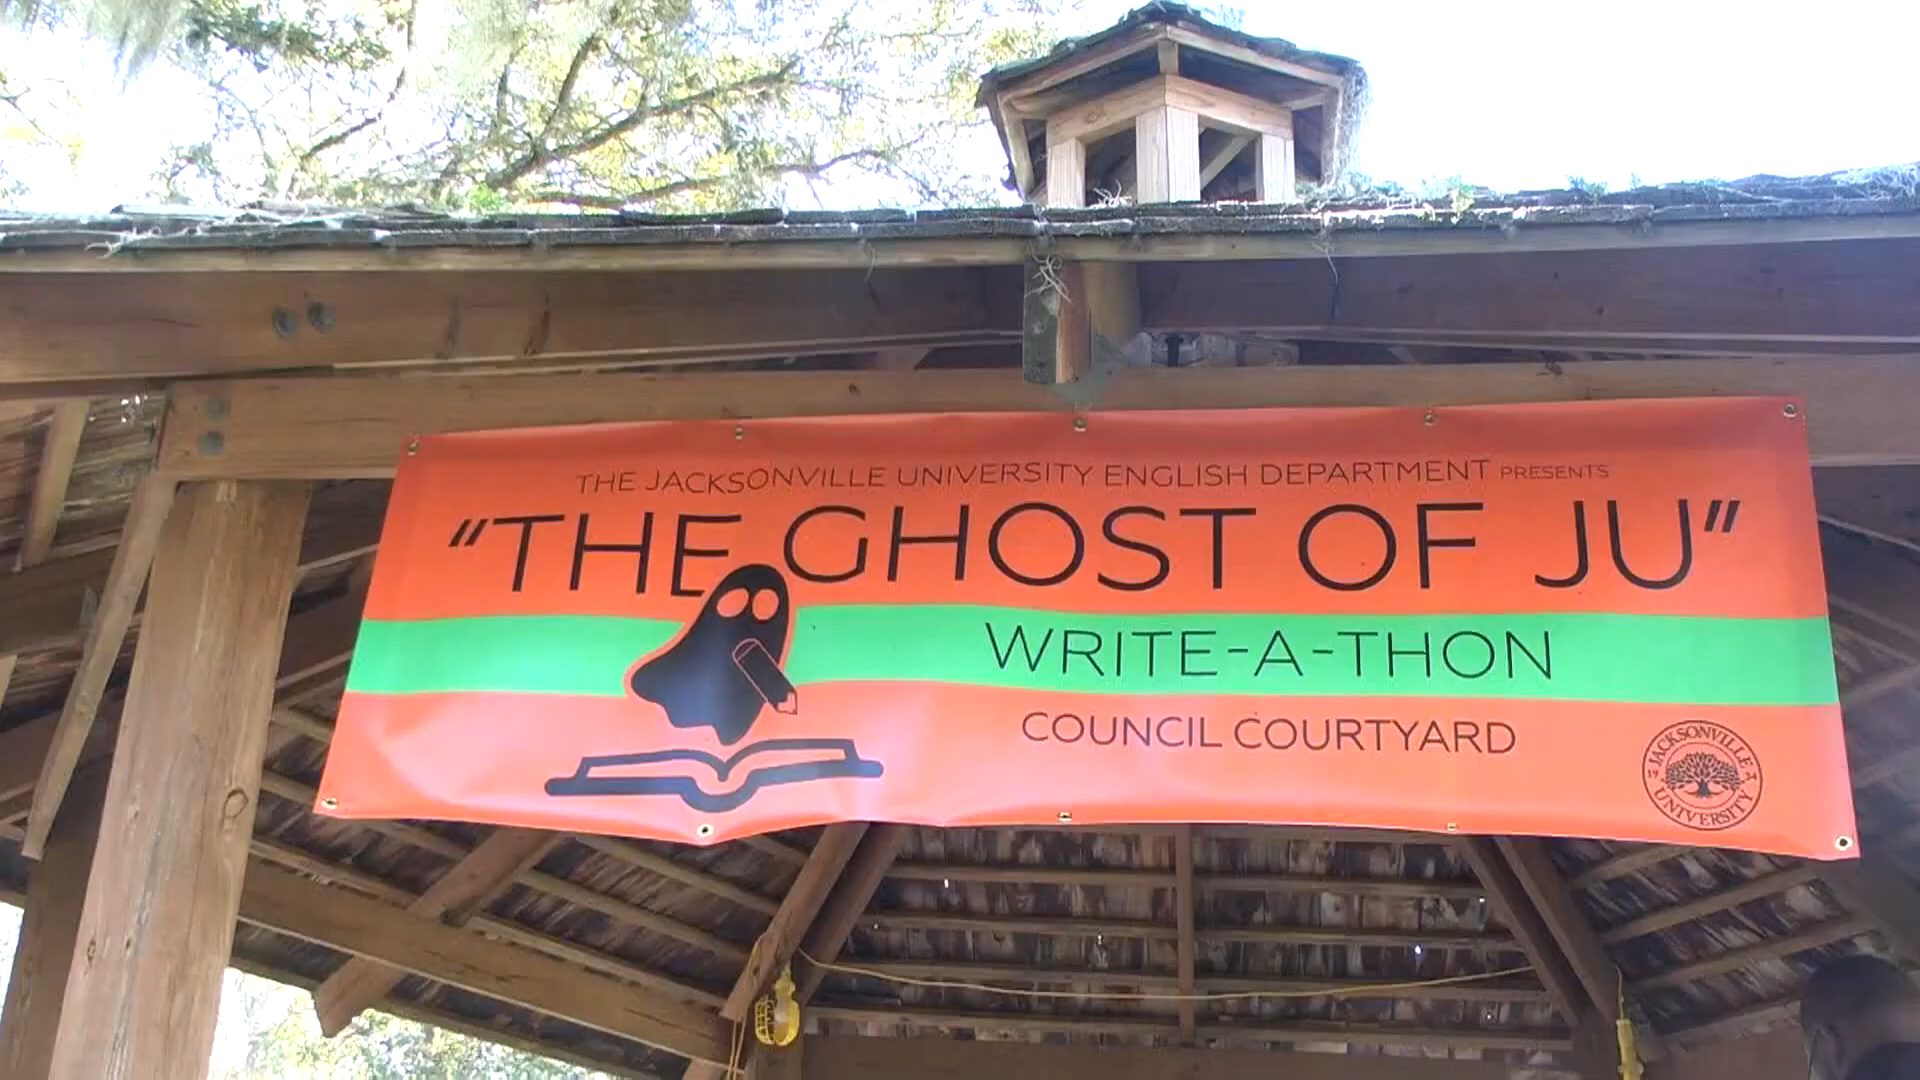 THE JACKSONVILLE UNIVERSITY ENGLISH DEPARTMENT PRESENTS
"THE GHOST OF JU"
WRITE-A-THON
COUNCIL COURTYARD
JACKSONVILLE
UNIVERSITY